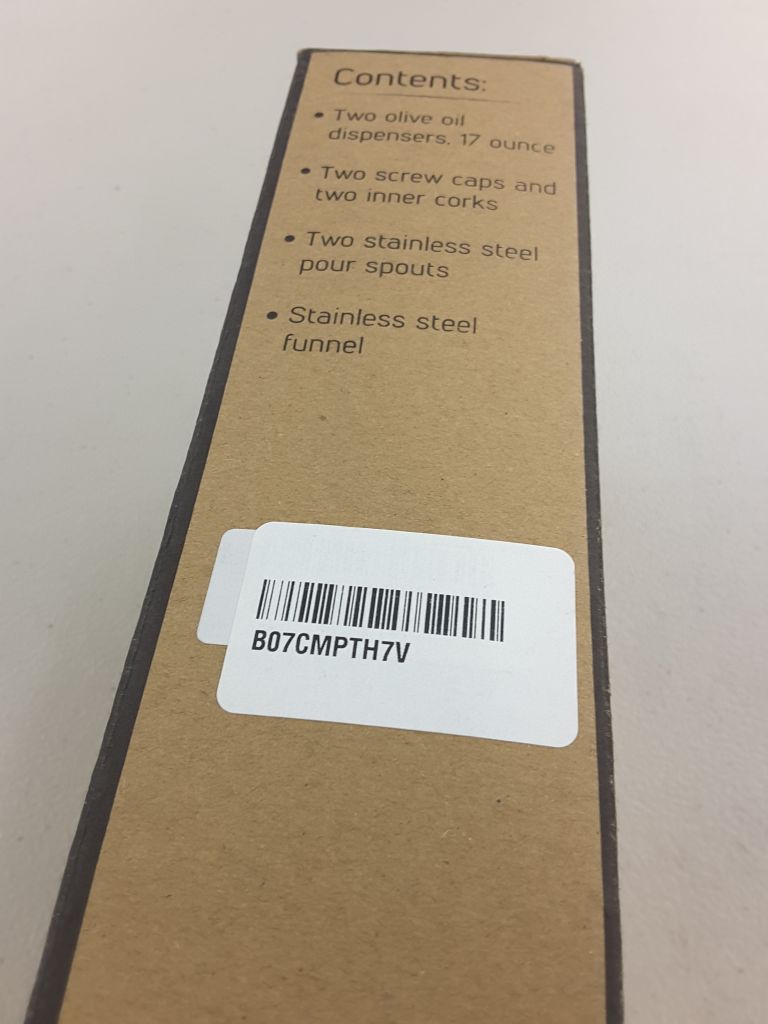 Contents:
• Two olive oil
dispensers, 17 ounce
• Two screw caps and
two inner corks
• Two stainless steel
pour spouts
• Stainless steel
funnel
B07CMPTH7V